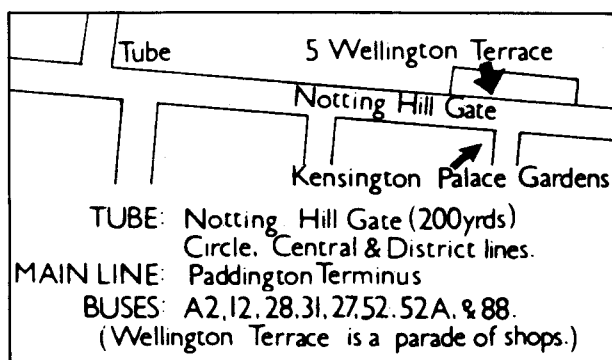 Tube
5 Wellington Terrace
Notting Hill Gate
Kensington Palace Gardens
TUBE: Notting Hill Gate (200yrds)
Circle, Central & District lines.
MAIN LINE: Paddington Terminus
BUSES: A2, 12, 28, 31, 27, 52. 52A, & 88.
(Wellington Terrace is a parade of shops.)